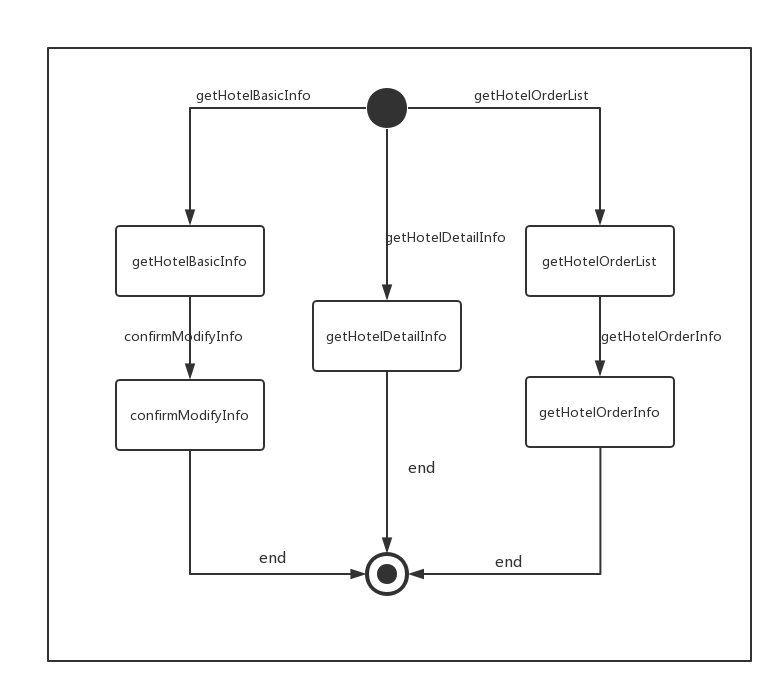 getHotelBasicInfo
getHotelOrderList
getHotelDetailInfo
getHotelBasicInfo
getHotelOrderList
confirmModifyInfo
getHotelDetailInfo
getHotelOrderInfo
confirmModifyInfo
getHotelOrderInfo
end
end
end